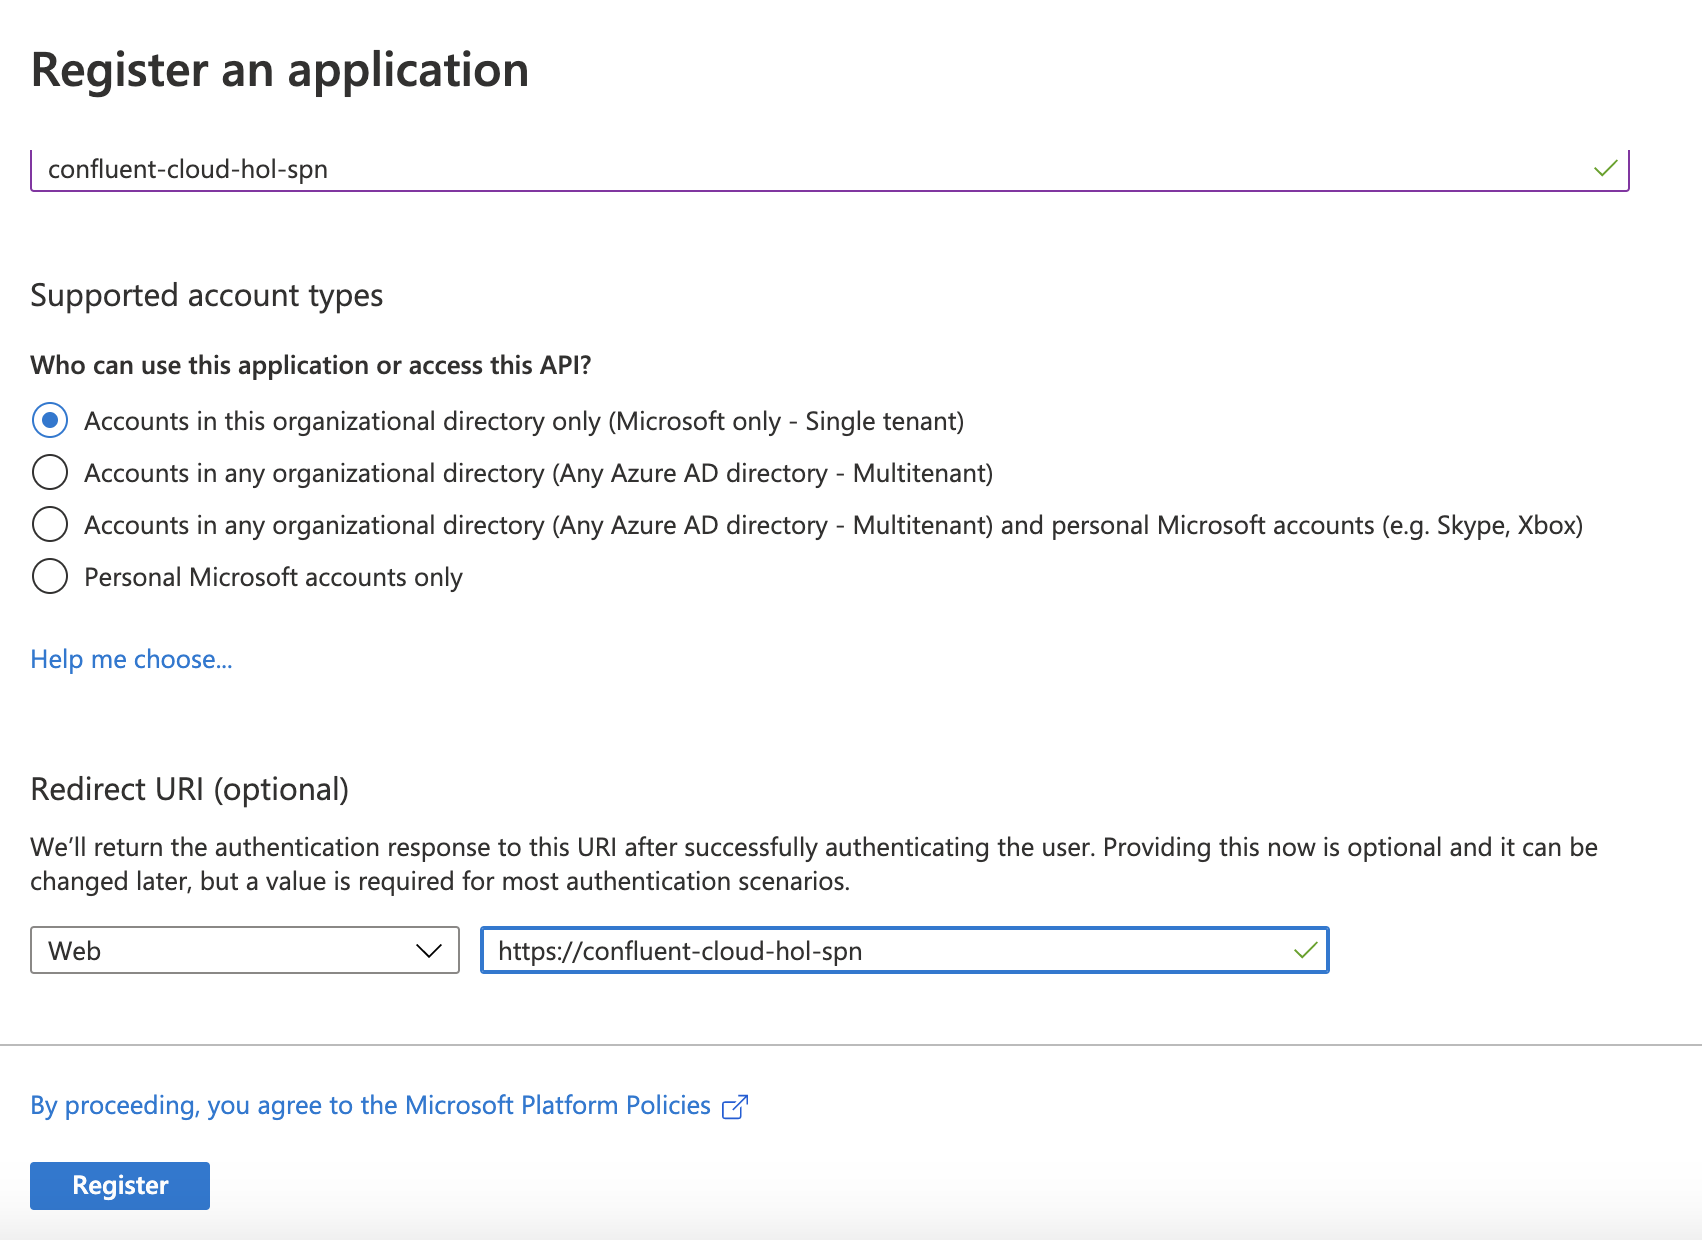 Register an application
confluent-cloud-hol-spn
Supported account types
Who can use this application or access this API?
Accounts in this organizational directory only (Microsoft only - Single tenant)
Accounts in any organizational directory (Any Azure AD directory - Multitenant)
Accounts in any organizational directory (Any Azure AD directory - Multitenant) and personal Microsoft accounts (e.g. Skype, Xbox)
Personal Microsoft accounts only
Help me choose...
Redirect URI (optional)
We’ll return the authentication response to this URI after successfully authenticating the user. Providing this now is optional and it can be
changed later, but a value is required for most authentication scenarios.
Web
https://confluent-cloud-hol-spn
By proceeding, you agree to the Microsoft Platform Policies
Register